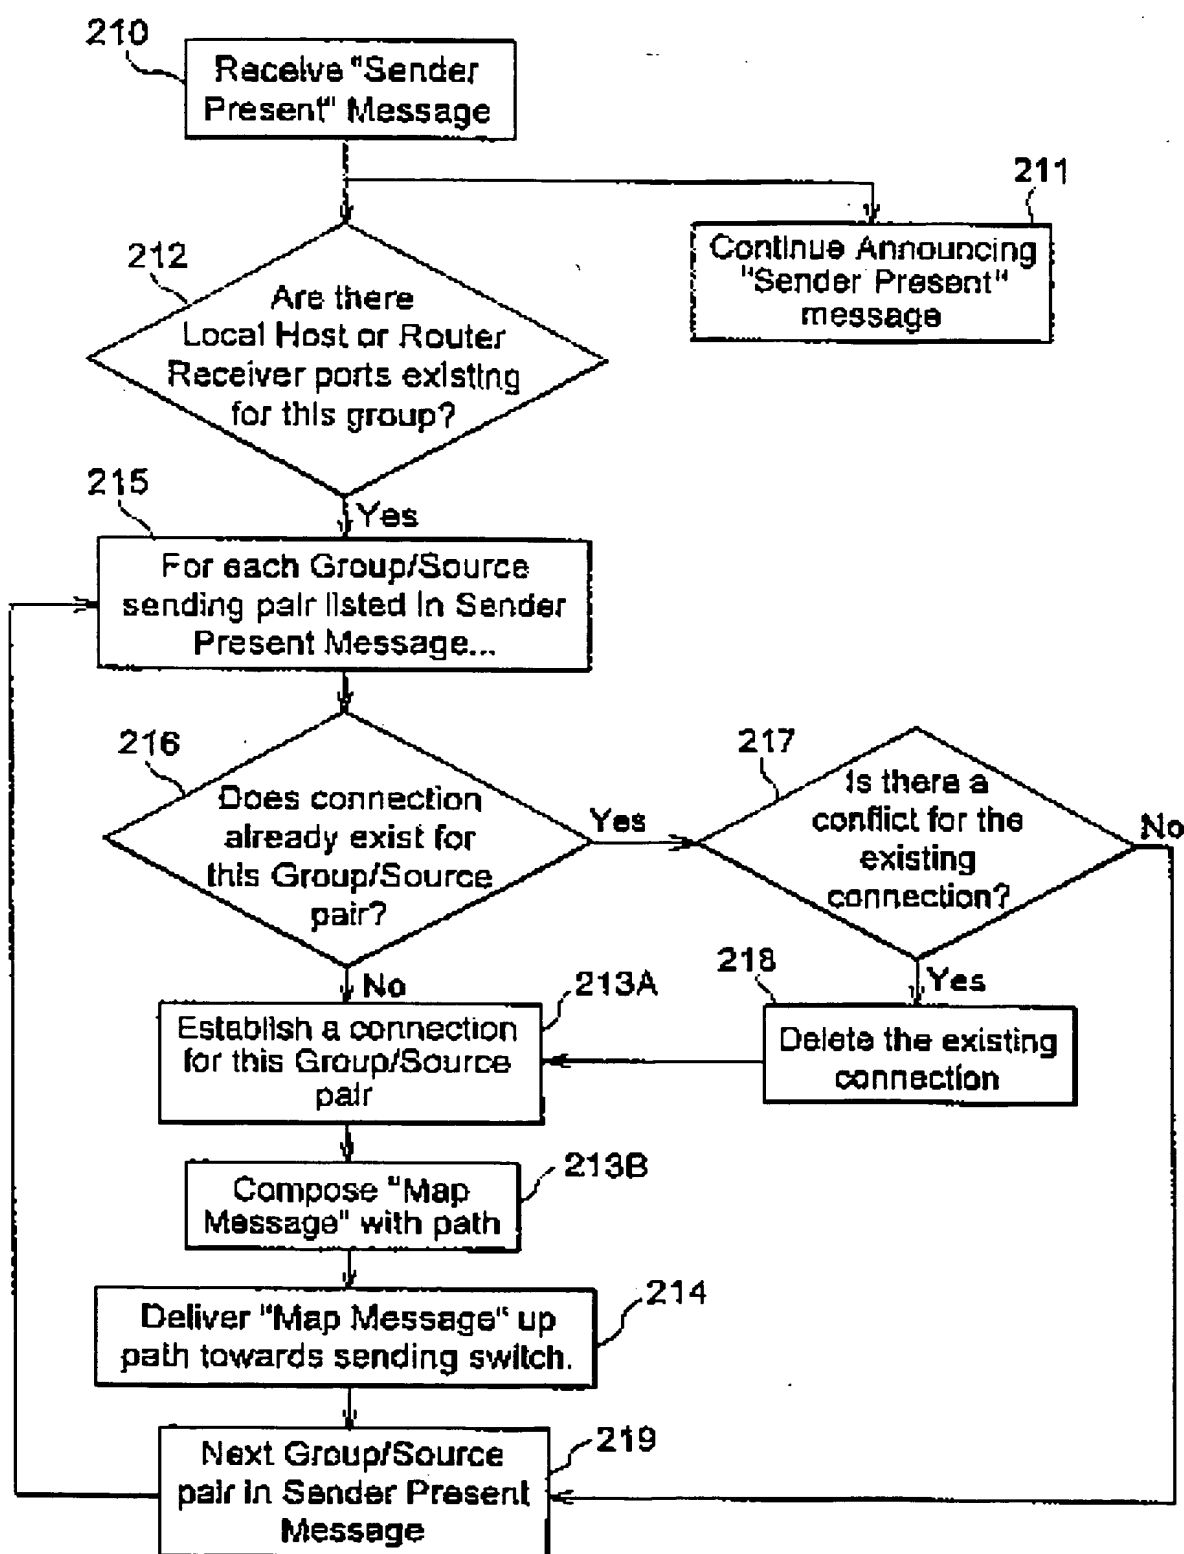 210
Receive "Sender
Present" Message
211
Continue Announcing
"Sender Present"
message
212
Are there
Local Host or Router
Receiver ports existing
for this group?
Yes
215
For each Group/Source
sending pair listed in Sender
Present Message...
216
Does connection
already exist for
this Group/Source
pair?
Yes
217
Is there a
conflict for the
existing
connection?
No
No
213A
Establish a connection
for this Group/Source
pair
Yes
218
Delete the existing
connection
213B
Compose "Map
Message" with path
214
Deliver "Map Message" up
path towards sending switch.
219
Next Group/Source
pair in Sender Present
Message